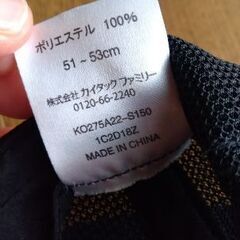 ポリエステル 100%
51～53cm
株式会社カイタックファミリー
0120-66-2240
KO275A22-S150
1C2D18Z
MADE IN CHINA